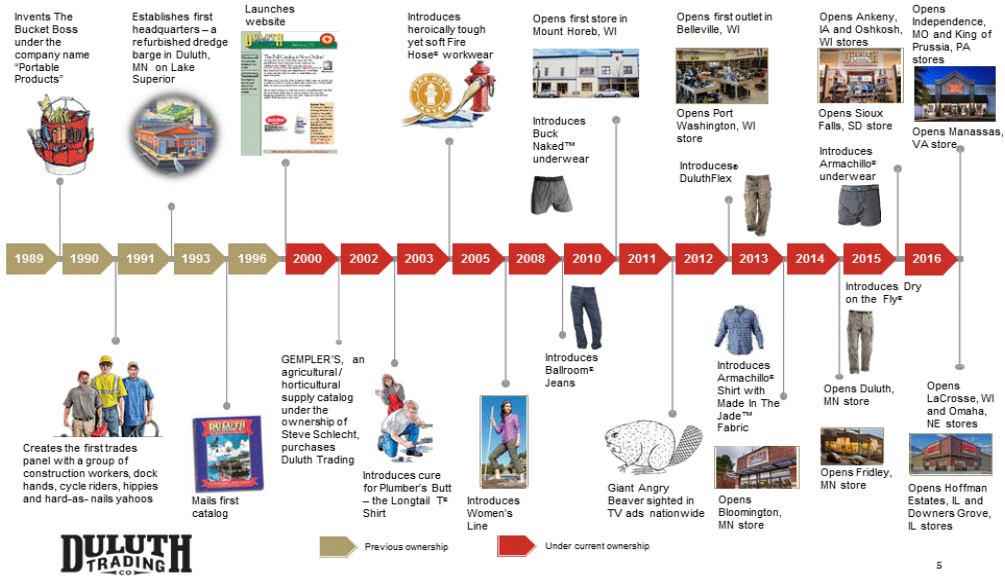 Invents The
Bucket Boss
under the
company name
“Portable
Products”
Establishes first
headquarters – a
refurbished dredge
barge in Duluth,
MN on Lake
Superior
Launches
website
DULUTH
Introduces
heroically tough
yet soft Fire
Hose® workwear
Opens first store in
Mount Horeb, WI
Introduces
Buck
Naked™
underwear
Opens first outlet in
Belleville, WI
Opens Port
Washington, WI
store
Introduces®
DuluthFlex
Opens Ankeny,
IA and Oshkosh,
WI stores
Opens Sioux
Falls, SD store
Introduces
Armachillo®
underwear
Opens
Independence,
MO and King of
Prussia, PA
stores
Opens Manassas,
VA store
1989
1990
1991
1993
1996
2000
2002
2003
2005
2008
2010
2011
2012
2013
2014
2015
2016
Creates the first trades
panel with a group of
construction workers, dock
hands, cycle riders, hippies
and hard-as- nails yahoos
DULUTH
Mails first
catalog
GEMPLER'S, an
agricultural /
horticultural
supply catalog
under the
ownership of
Steve Schlecht,
purchases
Duluth Trading
Introduces cure
for Plumber's Butt
– the Longtail T®
Shirt
Introduces
Women's
Line
Introduces
Ballroom®
Jeans
Giant Angry
Beaver sighted in
TV ads nationwide
Introduces
Armachillo®
Shirt with
Made In The
Jade™
Fabric
Opens
Bloomington,
MN store
Introduces Dry
on the Fly®
Opens Duluth,
MN store
Opens Fridley,
MN store
Opens
LaCrosse, WI
and Omaha,
NE stores
Opens Hoffman
Estates, IL and
Downers Grove,
IL stores
DULUTH
TRADING
CO
Previous ownership
Under current ownership
5